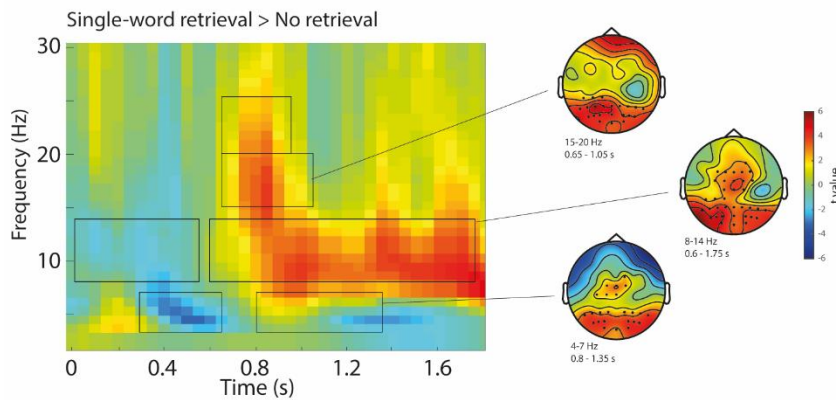 Single-word retrieval > No retrieval
30
20
10
Frequency (Hz)
0
0.4
0.8
1.2
1.6
Time (s)
15-20 Hz
0.65 - 1.05 s
8-14 Hz
0.6 - 1.75 s
4-7 Hz
0.8 - 1.35 s
6
4
2
0
-2
-4
-6
t value